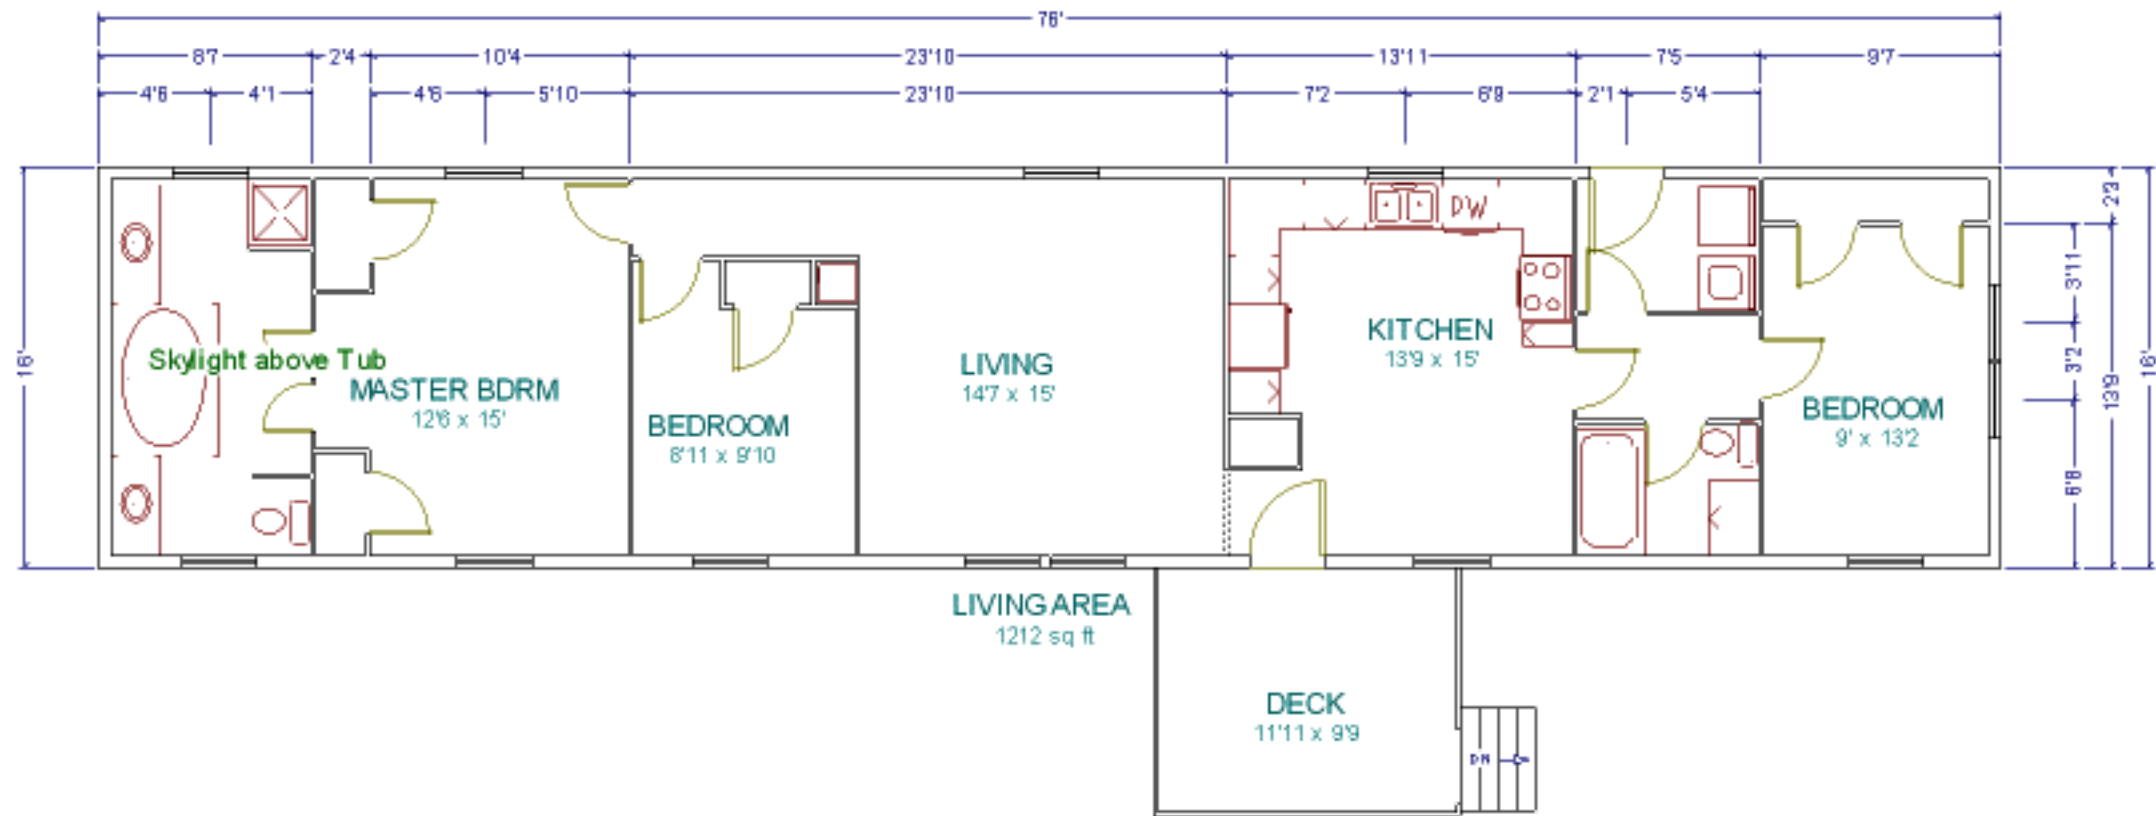 76'
8'7 2'4 10'4 23'10 13'11 7'5 9'7
4'6 4'1 4'6 5'10 23'10 7'2 6'9 2'1 5'4
2'3
DW
3'11
KITCHEN
13'9 x 15'
Skylight above Tub
LIVING
14'7 x 15'
16'
3'2
13'9
16'
MASTER BDRM
12'6 x 15'
BEDROOM
8'11 x 9'10
BEDROOM
9' x 13'2
6'8
LIVING AREA
1212 sq ft
DECK
11'11 x 9'9
DN